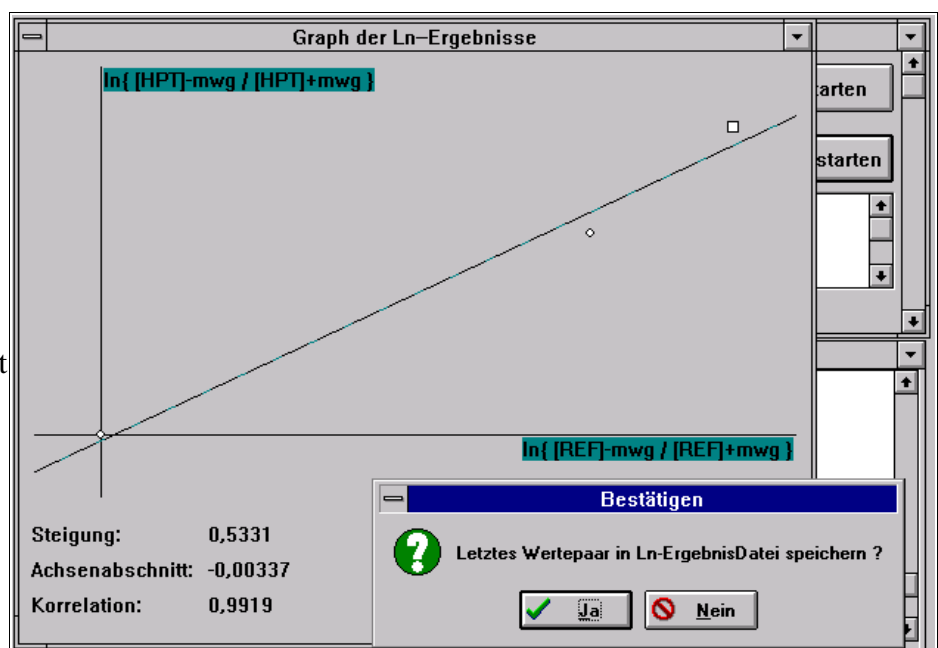 Graph der Ln–Ergebnisse
ln{ [HPT]-mwg / [HPT]+mwg }
arten
starten
t
ln{ [REF]-mwg / [REF]+mwg }
Bestätigen
Steigung: 0,5331
Letztes Wertepaar in Ln-ErgebnisDatei speichern ?
Achsenabschnitt: -0,00337
Korrelation: 0,9919
Ja Nein